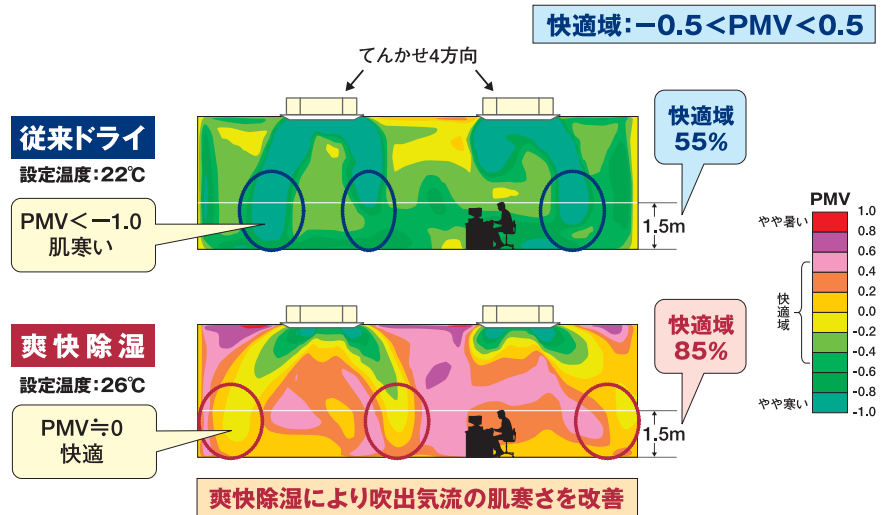 快適域:−0.5<PMV<0.5
てんかせ4方向
従来ドライ
設定温度:22℃
PMV<−1.0
肌寒い
快適域
55%
1.5m
爽快除湿
設定温度:26℃
PMV≒0
快適
快適域
85%
1.5m
PMV
やや暑い
快適域
やや寒い
1.0
0.8
0.6
0.4
0.2
0.0
-0.2
-0.4
-0.6
-0.8
-1.0
爽快除湿により吹出気流の肌寒さを改善